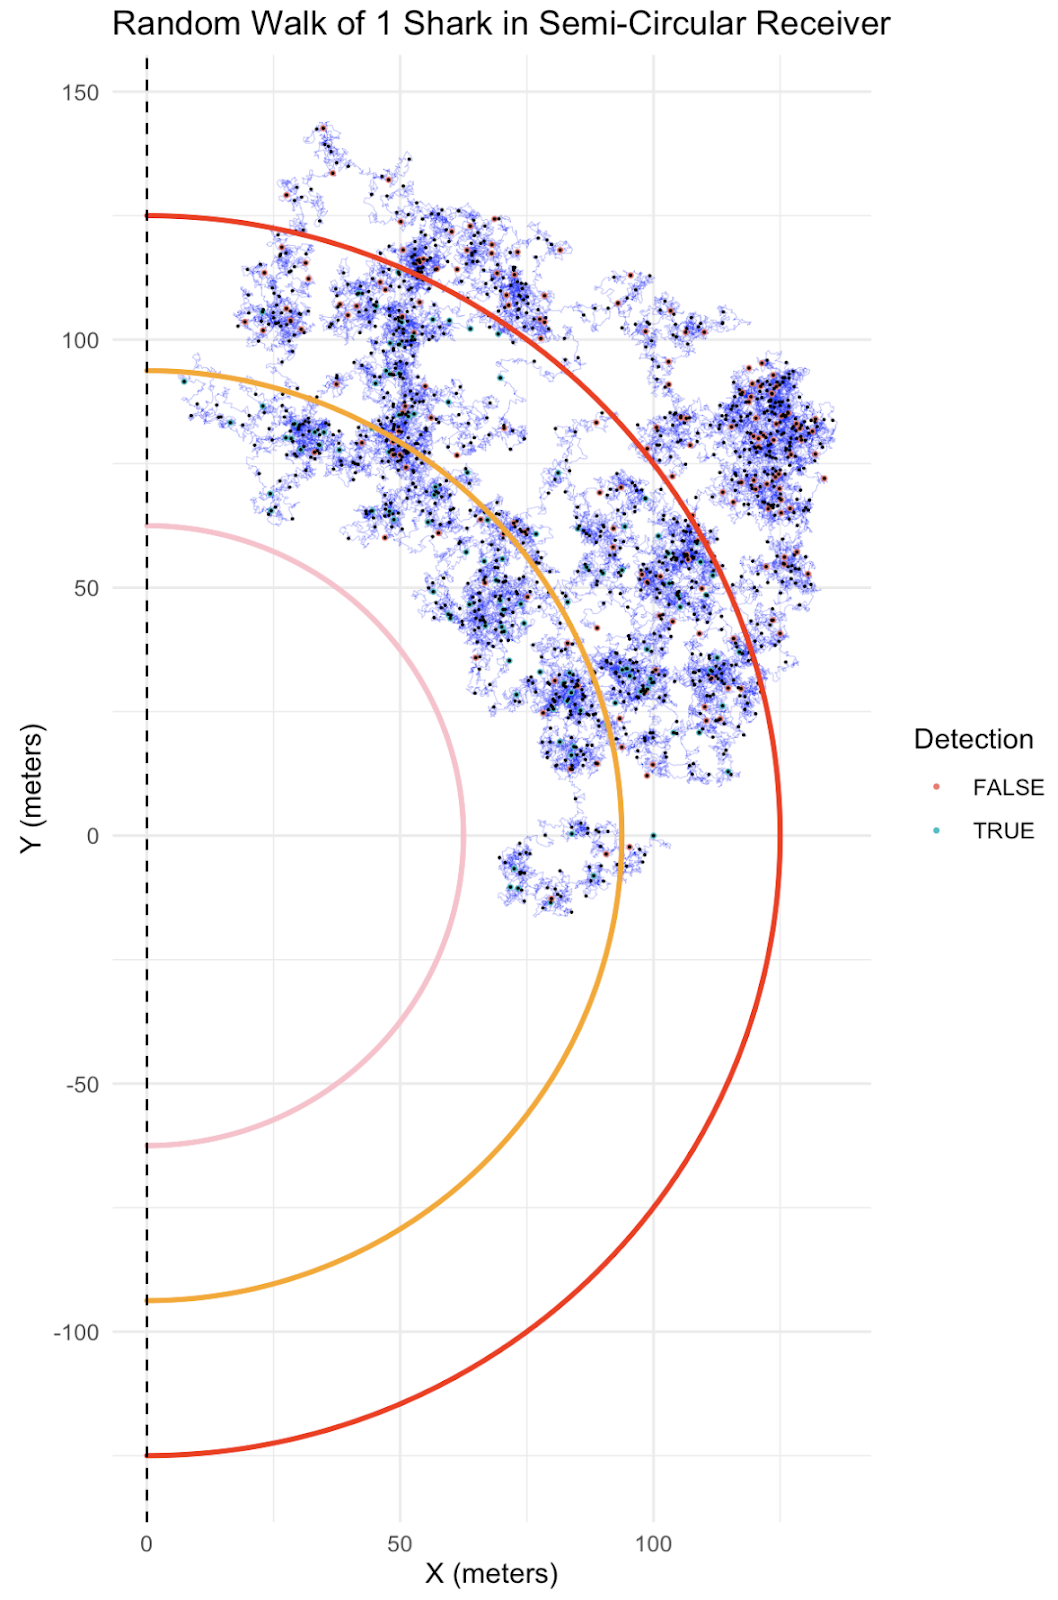 Random Walk of 1 Shark in Semi-Circular Receiver
150
100
50
0
-50
-100
Y (meters)
0 50 100
X (meters)
Detection
FALSE
TRUE